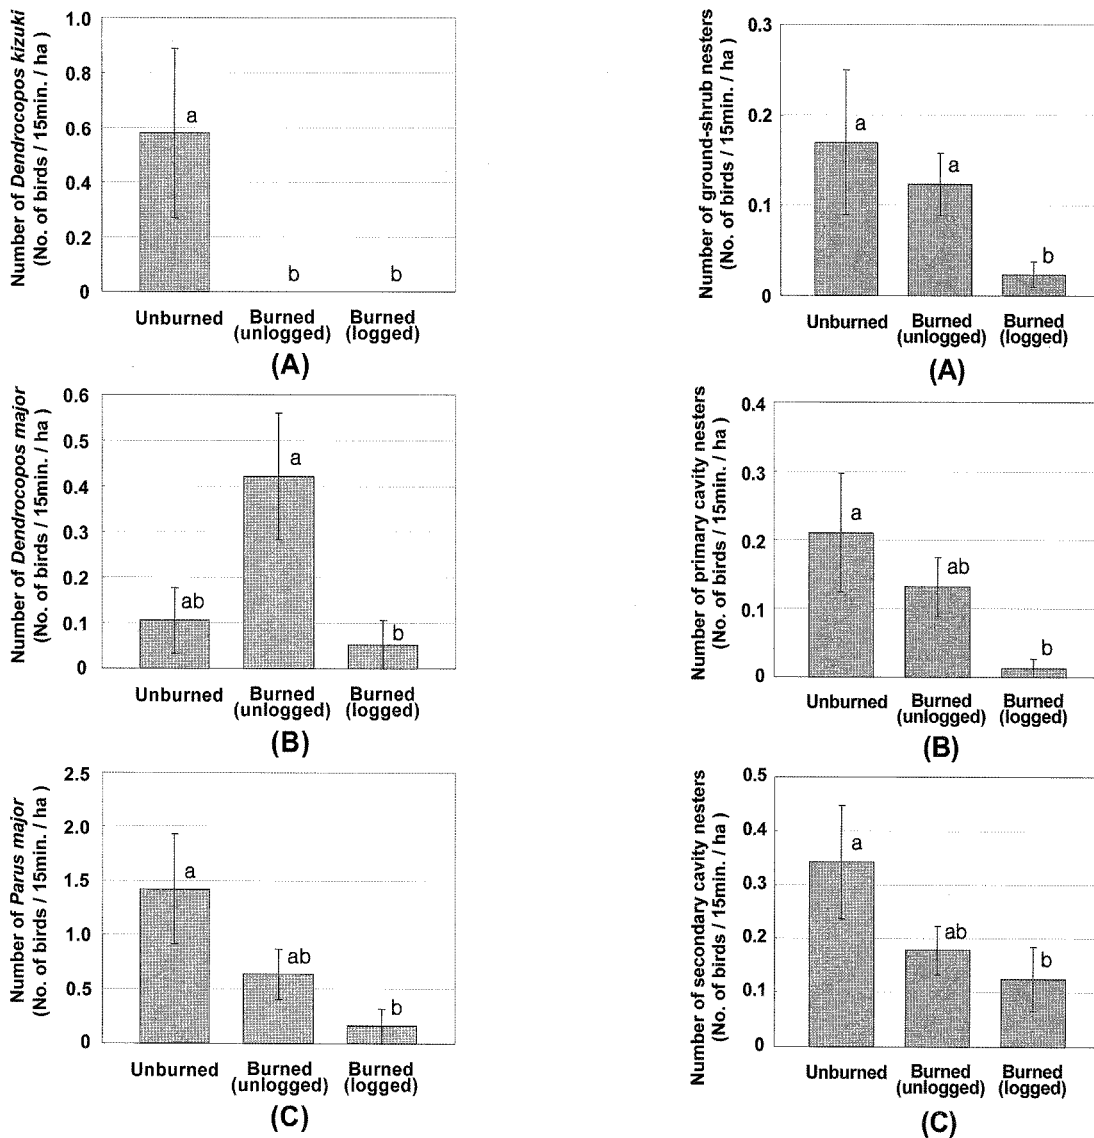 Number of Dendrocopos kizuki
(No. of birds / 15min. / ha )
1.0
0.8
0.6
0.4
0.2
0
a
b
b
Unburned
Burned
(unlogged)
Burned
(logged)
(A)
Number of Dendrocopos major
(No. of birds / 15min. / ha )
0.6
0.5
0.4
0.3
0.2
0.1
0
ab
a
b
Unburned
Burned
(unlogged)
Burned
(logged)
(B)
Number of Parus major
(No. of birds / 15min. / ha )
2.5
2.0
1.5
1.0
0.5
0
a
ab
b
Unburned
Burned
(unlogged)
Burned
(logged)
(C)
Number of ground-shrub nesters
(No. of birds / 15min. / ha )
0.3
0.2
0.1
0
a
a
b
Unburned
Burned
(unlogged)
Burned
(logged)
(A)
Number of primary cavity nesters
(No. of birds / 15min. / ha )
0.4
0.3
0.2
0.1
0
a
ab
b
Unburned
Burned
(unlogged)
Burned
(logged)
(B)
Number of secondary cavity nesters
(No. of birds / 15min. / ha )
0.5
0.4
0.3
0.2
0.1
0
a
ab
b
Unburned
Burned
(unlogged)
Burned
(logged)
(C)